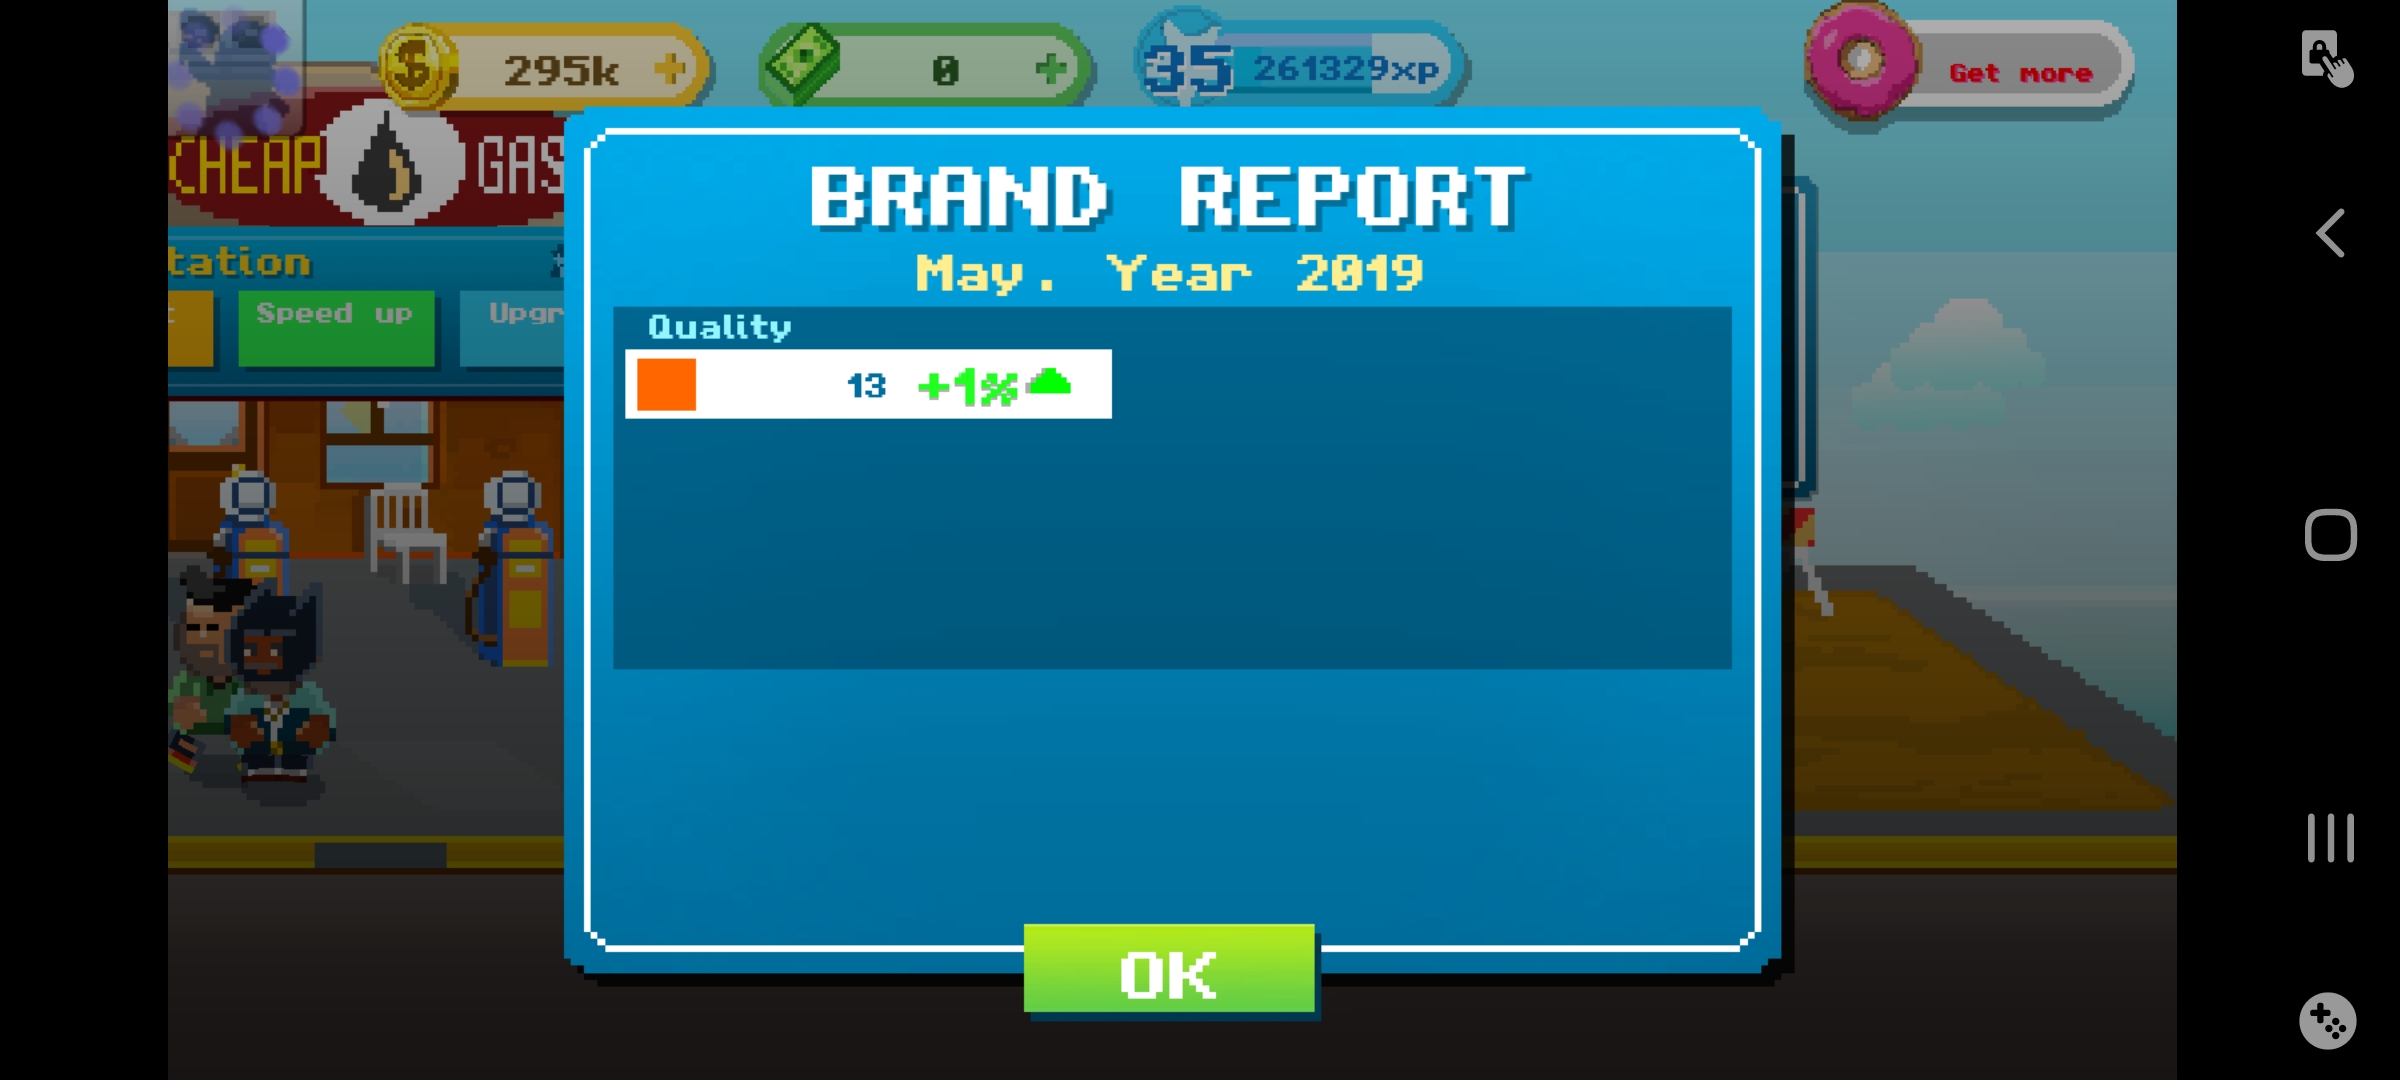 295k
0
35
261329xp
Get more
CHEAP GAS
tation
Speed up
Upgr
BRAND REPORT
May. Year 2019
Quality
13 +1%
OK